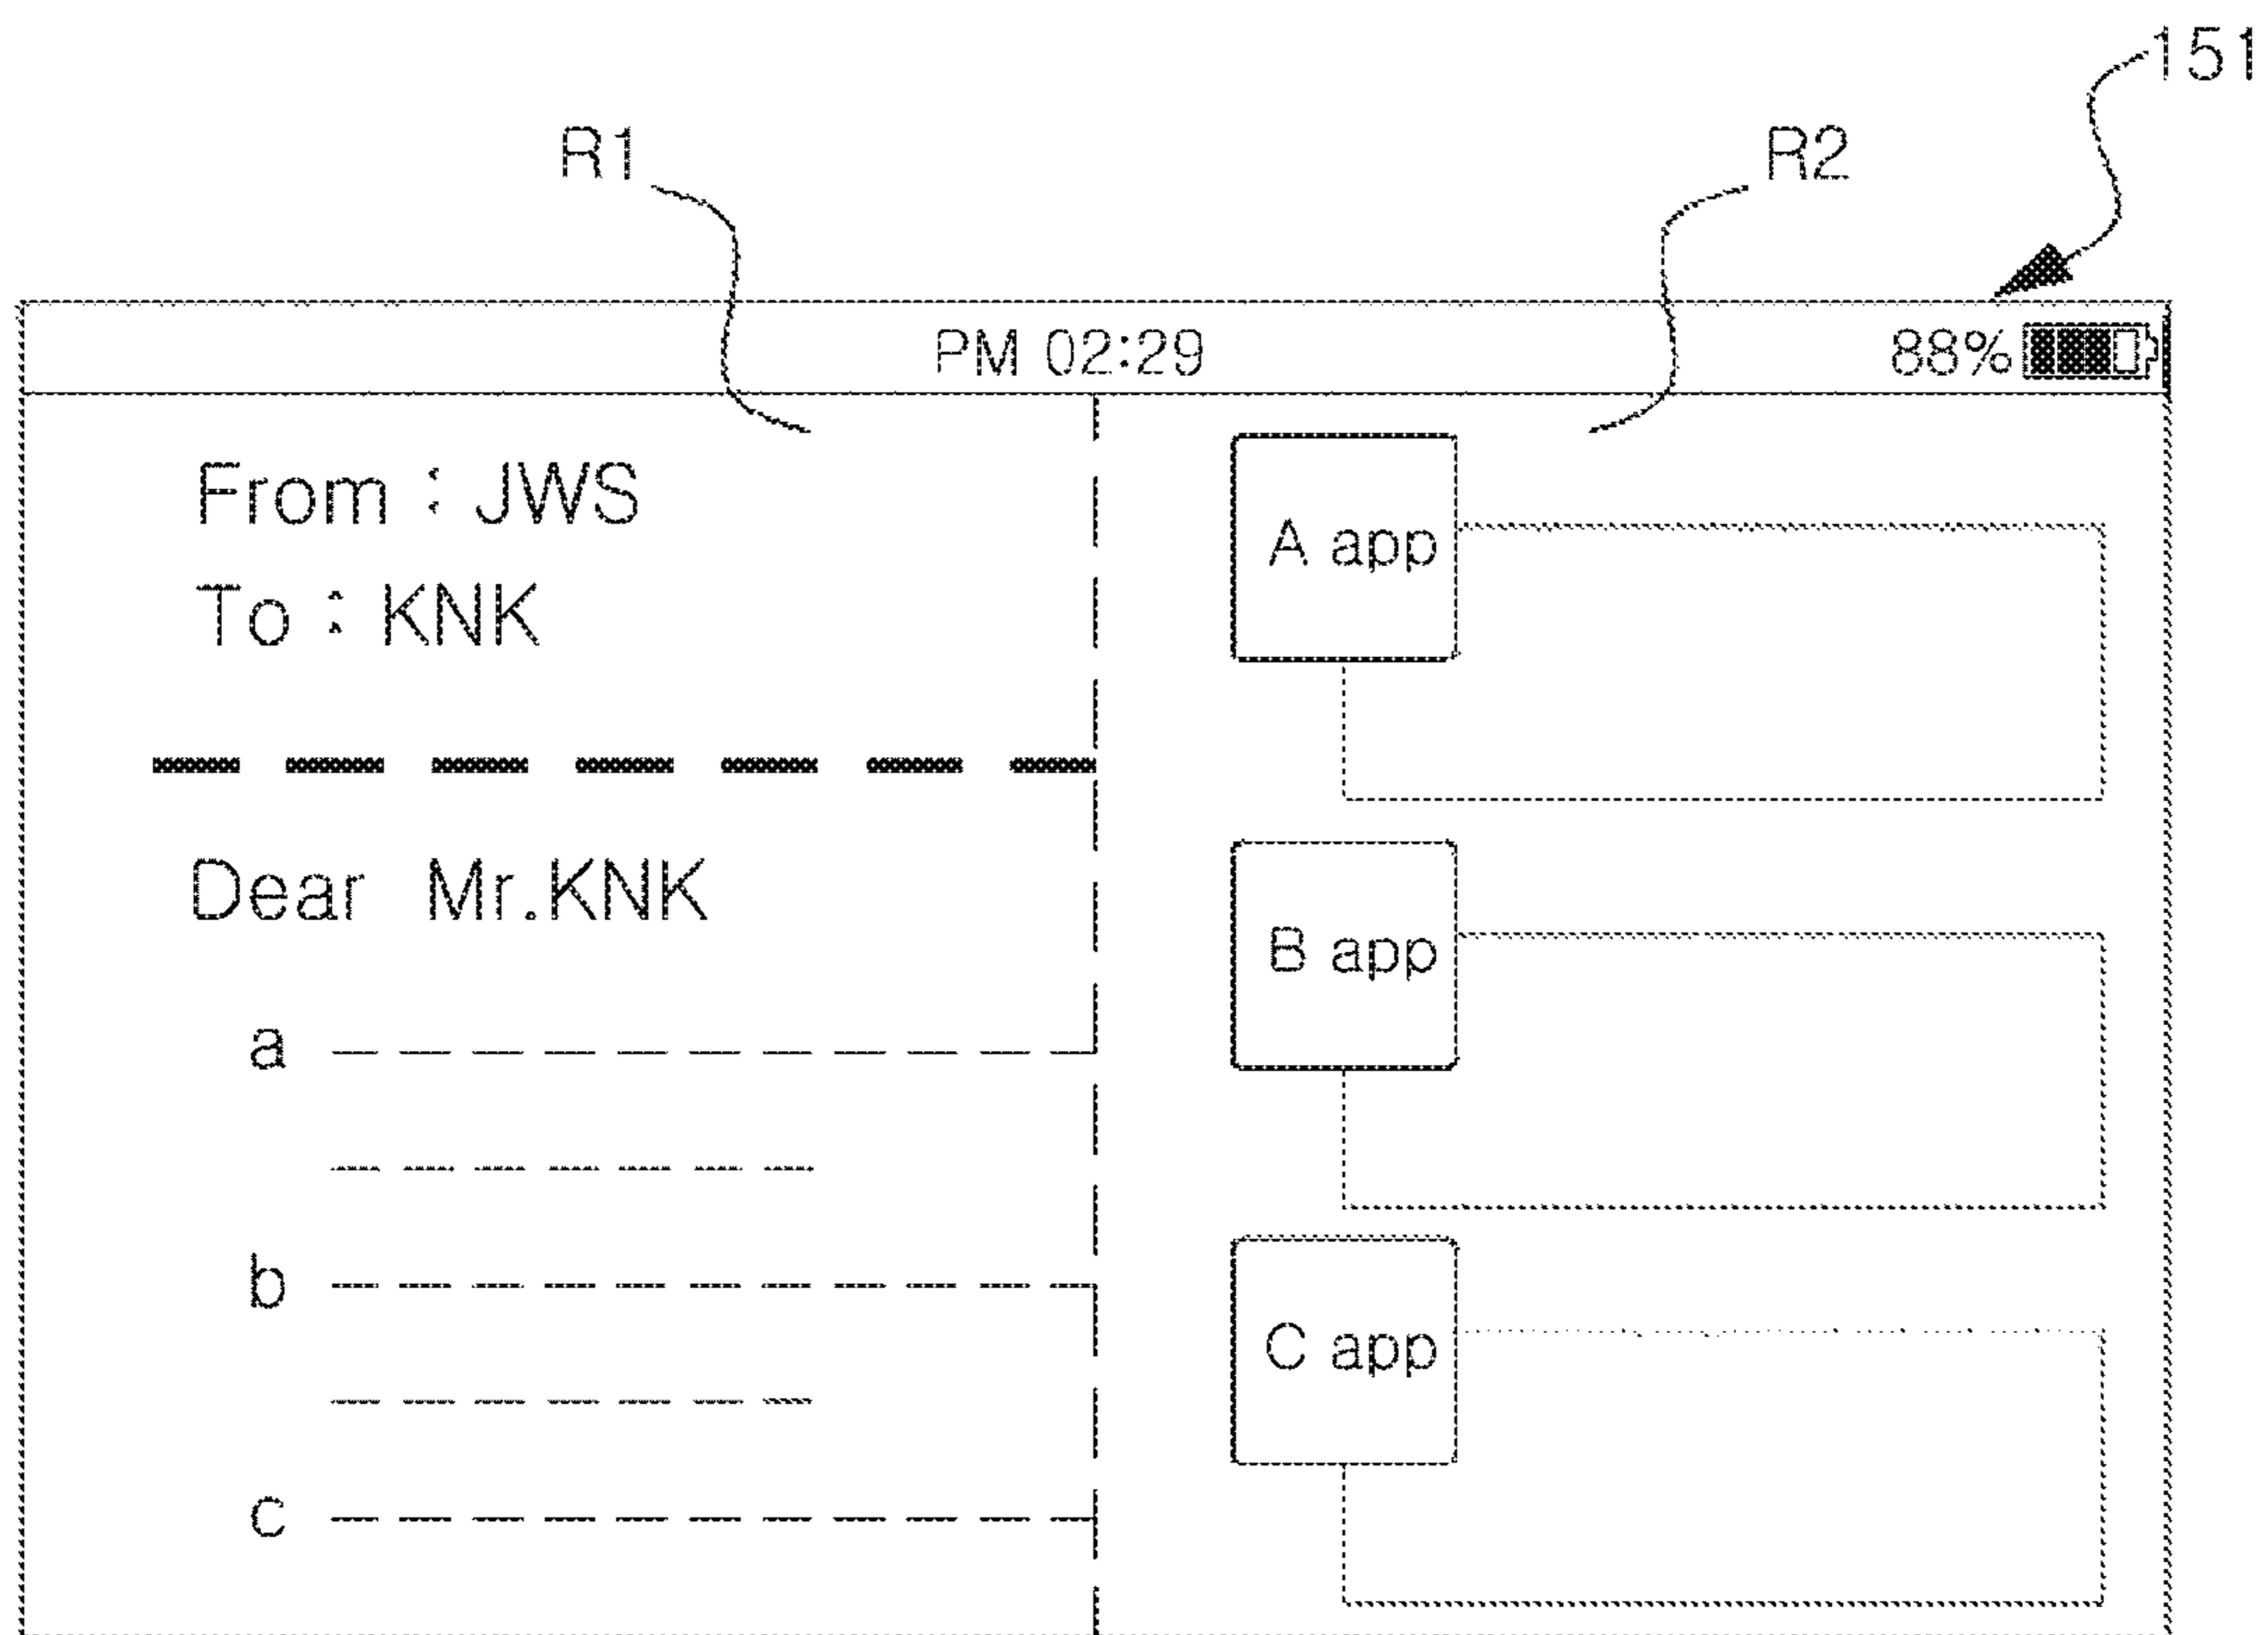 151
R1
R2
PM 02:29
88%
From : JWS
To : KNK
Dear Mr.KNK
a
b
c
A app
B app
C app